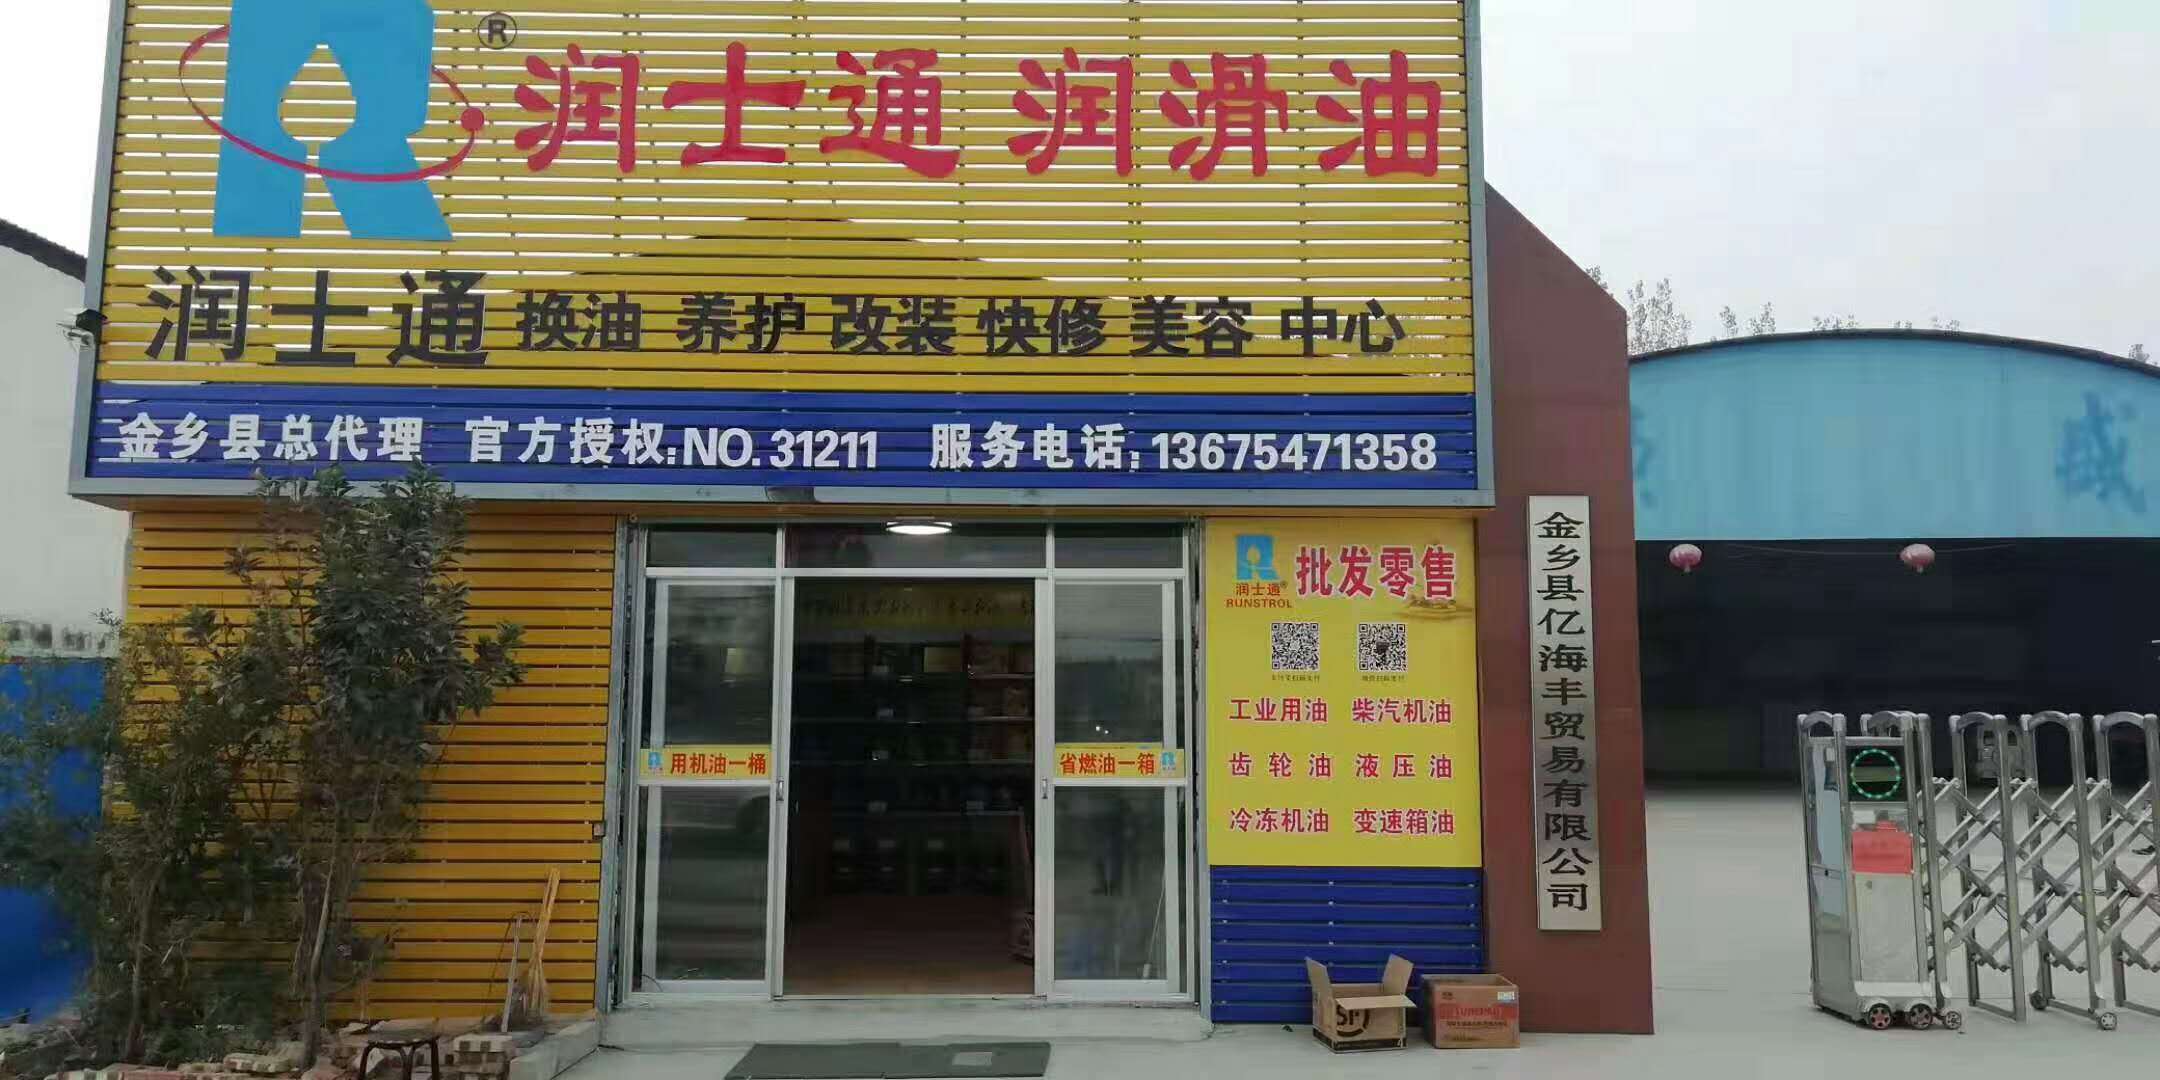 ® 润士通 润滑油
润士通 换油 养护 改装 快修 美容 中心
金乡县总代理 官方授权:NO.31211 服务电话:13675471358
润士通® 批发零售
RUNSTROL
工业用油 柴汽机油
齿轮油 液压油
冷冻机油 变速箱油
用机油一桶
省燃油一箱
金乡县亿海丰贸易有限公司
诚
SF